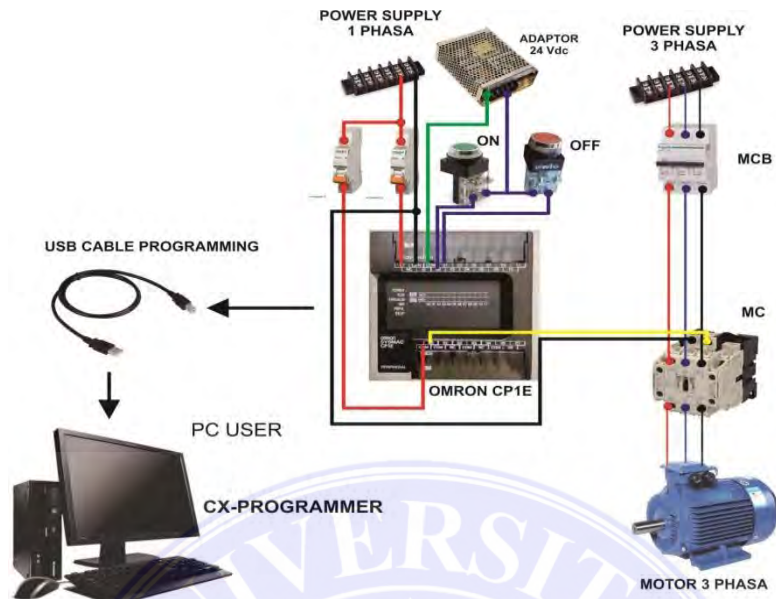 POWER SUPPLY
1 PHASA
ADAPTOR
24 Vdc
POWER SUPPLY
3 PHASA
ON
OFF
MCB
USB CABLE PROGRAMMING
MC
OMRON CP1E
PC USER
CX-PROGRAMMER
MOTOR 3 PHASA
VERSIT